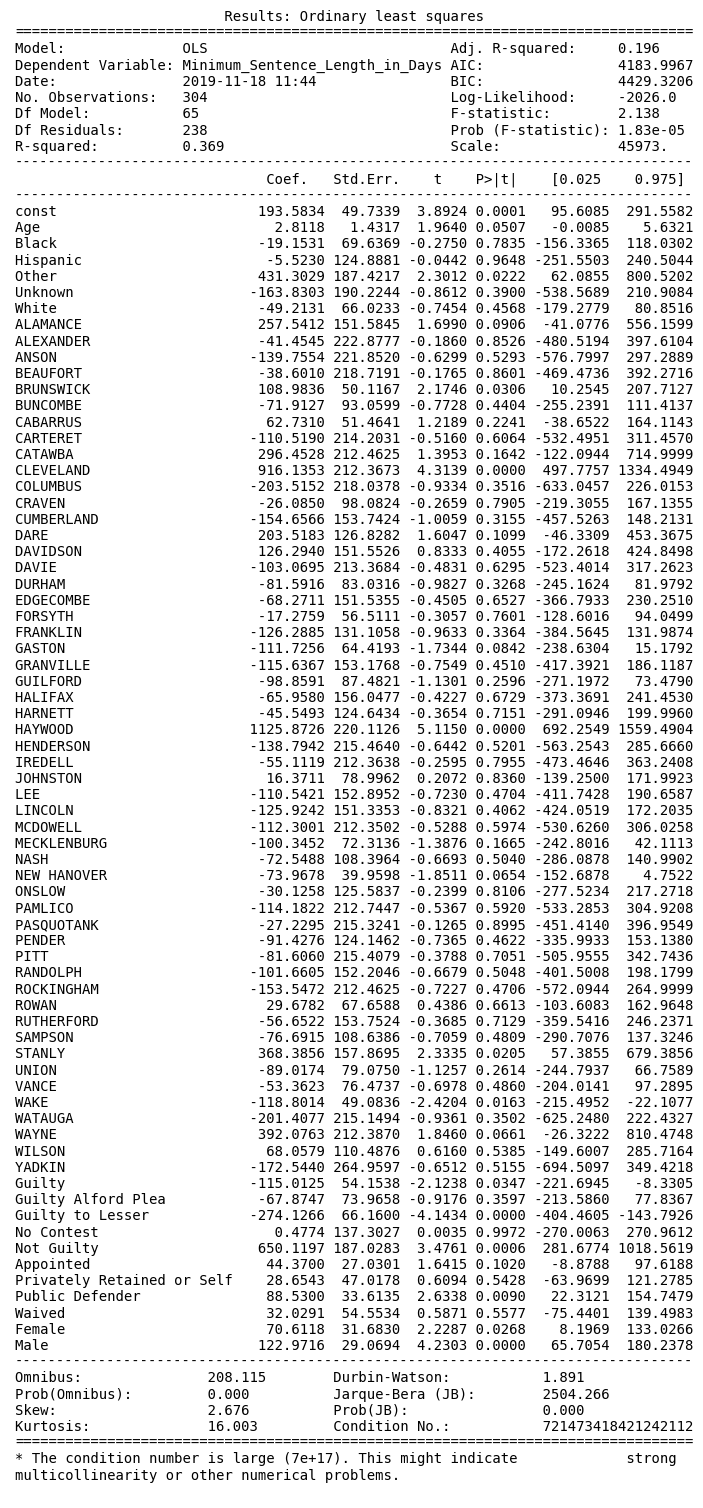 Results: Ordinary least squares
=================================================================================
Model: OLS Adj. R-squared: 0.196
Dependent Variable: Minimum_Sentence_Length_in_Days AIC: 4183.9967
Date: 2019-11-18 11:44 BIC: 4429.3206
No. Observations: 304 Log-Likelihood: -2026.0
Df Model: 65 F-statistic: 2.138
Df Residuals: 238 Prob (F-statistic): 1.83e-05
R-squared: 0.369 Scale: 45973.
---------------------------------------------------------------------------------
Coef. Std.Err. t P>|t| [0.025 0.975]
---------------------------------------------------------------------------------
const 193.5834 49.7339 3.8924 0.0001 95.6085 291.5582
Age 2.8118 1.4317 1.9640 0.0507 -0.0085 5.6321
Black -19.1531 69.6369 -0.2750 0.7835 -156.3365 118.0302
Hispanic -5.5230 124.8881 -0.0442 0.9648 -251.5503 240.5044
Other 431.3029 187.4217 2.3012 0.0222 62.0855 800.5202
Unknown -163.8303 190.2244 -0.8612 0.3900 -538.5689 210.9084
White -49.2131 66.0233 -0.7454 0.4568 -179.2779 80.8516
ALAMANCE 257.5412 151.5845 1.6990 0.0906 -41.0776 556.1599
ALEXANDER -41.4545 222.8777 -0.1860 0.8526 -480.5194 397.6104
ANSON -139.7554 221.8520 -0.6299 0.5293 -576.7997 297.2889
BEAUFORT -38.6010 218.7191 -0.1765 0.8601 -469.4736 392.2716
BRUNSWICK 108.9836 50.1167 2.1746 0.0306 10.2545 207.7127
BUNCOMBE -71.9127 93.0599 -0.7728 0.4404 -255.2391 111.4137
CABARRUS 62.7310 51.4641 1.2189 0.2241 -38.6522 164.1143
CARTERET -110.5190 214.2031 -0.5160 0.6064 -532.4951 311.4570
CATAWBA 296.4528 212.4625 1.3953 0.1642 -122.0944 714.9999
CLEVELAND 916.1353 212.3673 4.3139 0.0000 497.7757 1334.4949
COLUMBUS -203.5152 218.0378 -0.9334 0.3516 -633.0457 226.0153
CRAVEN -26.0850 98.0824 -0.2659 0.7905 -219.3055 167.1355
CUMBERLAND -154.6566 153.7424 -1.0059 0.3155 -457.5263 148.2131
DARE 203.5183 126.8282 1.6047 0.1099 -46.3309 453.3675
DAVIDSON 126.2940 151.5526 0.8333 0.4055 -172.2618 424.8498
DAVIE -103.0695 213.3684 -0.4831 0.6295 -523.4014 317.2623
DURHAM -81.5916 83.0316 -0.9827 0.3268 -245.1624 81.9792
EDGECOMBE -68.2711 151.5355 -0.4505 0.6527 -366.7933 230.2510
FORSYTH -17.2759 56.5111 -0.3057 0.7601 -128.6016 94.0499
FRANKLIN -126.2885 131.1058 -0.9633 0.3364 -384.5645 131.9874
GASTON -111.7256 64.4193 -1.7344 0.0842 -238.6304 15.1792
GRANVILLE -115.6367 153.1768 -0.7549 0.4510 -417.3921 186.1187
GUILFORD -98.8591 87.4821 -1.1301 0.2596 -271.1972 73.4790
HALIFAX -65.9580 156.0477 -0.4227 0.6729 -373.3691 241.4530
HARNETT -45.5493 124.6434 -0.3654 0.7151 -291.0946 199.9960
HAYWOOD 1125.8726 220.1126 5.1150 0.0000 692.2549 1559.4904
HENDERSON -138.7942 215.4640 -0.6442 0.5201 -563.2543 285.6660
IREDELL -55.1119 212.3638 -0.2595 0.7955 -473.4646 363.2408
JOHNSTON 16.3711 78.9962 0.2072 0.8360 -139.2500 171.9923
LEE -110.5421 152.8952 -0.7230 0.4704 -411.7428 190.6587
LINCOLN -125.9242 151.3353 -0.8321 0.4062 -424.0519 172.2035
MCDOWELL -112.3001 212.3502 -0.5288 0.5974 -530.6260 306.0258
MECKLENBURG -100.3452 72.3136 -1.3876 0.1665 -242.8016 42.1113
NASH -72.5488 108.3964 -0.6693 0.5040 -286.0878 140.9902
NEW HANOVER -73.9678 39.9598 -1.8511 0.0654 -152.6878 4.7522
ONSLOW -30.1258 125.5837 -0.2399 0.8106 -277.5234 217.2718
PAMLICO -114.1822 212.7447 -0.5367 0.5920 -533.2853 304.9208
PASQUOTANK -27.2295 215.3241 -0.1265 0.8995 -451.4140 396.9549
PENDER -91.4276 124.1462 -0.7365 0.4622 -335.9933 153.1380
PITT -81.6060 215.4079 -0.3788 0.7051 -505.9555 342.7436
RANDOLPH -101.6605 152.2046 -0.6679 0.5048 -401.5008 198.1799
ROCKINGHAM -153.5472 212.4625 -0.7227 0.4706 -572.0944 264.9999
ROWAN 29.6782 67.6588 0.4386 0.6613 -103.6083 162.9648
RUTHERFORD -56.6522 153.7524 -0.3685 0.7129 -359.5416 246.2371
SAMPSON -76.6915 108.6386 -0.7059 0.4809 -290.7076 137.3246
STANLY 368.3856 157.8695 2.3335 0.0205 57.3855 679.3856
UNION -89.0174 79.0750 -1.1257 0.2614 -244.7937 66.7589
VANCE -53.3623 76.4737 -0.6978 0.4860 -204.0141 97.2895
WAKE -118.8014 49.0836 -2.4204 0.0163 -215.4952 -22.1077
WATAUGA -201.4077 215.1494 -0.9361 0.3502 -625.2480 222.4327
WAYNE 392.0763 212.3870 1.8460 0.0661 -26.3222 810.4748
WILSON 68.0579 110.4876 0.6160 0.5385 -149.6007 285.7164
YADKIN -172.5440 264.9597 -0.6512 0.5155 -694.5097 349.4218
Guilty -115.0125 54.1538 -2.1238 0.0347 -221.6945 -8.3305
Guilty Alford Plea -67.8747 73.9658 -0.9176 0.3597 -213.5860 77.8367
Guilty to Lesser -274.1266 66.1600 -4.1434 0.0000 -404.4605 -143.7926
No Contest 0.4774 137.3027 0.0035 0.9972 -270.0063 270.9612
Not Guilty 650.1197 187.0283 3.4761 0.0006 281.6774 1018.5619
Appointed 44.3700 27.0301 1.6415 0.1020 -8.8788 97.6188
Privately Retained or Self 28.6543 47.0178 0.6094 0.5428 -63.9699 121.2785
Public Defender 88.5300 33.6135 2.6338 0.0090 22.3121 154.7479
Waived 32.0291 54.5534 0.5871 0.5577 -75.4401 139.4983
Female 70.6118 31.6830 2.2287 0.0268 8.1969 133.0266
Male 122.9716 29.0694 4.2303 0.0000 65.7054 180.2378
---------------------------------------------------------------------------------
Omnibus: 208.115 Durbin-Watson: 1.891
Prob(Omnibus): 0.000 Jarque-Bera (JB): 2504.266
Skew: 2.676 Prob(JB): 0.000
Kurtosis: 16.003 Condition No.: 721473418421242112
=================================================================================
* The condition number is large (7e+17). This might indicate strong
multicollinearity or other numerical problems.